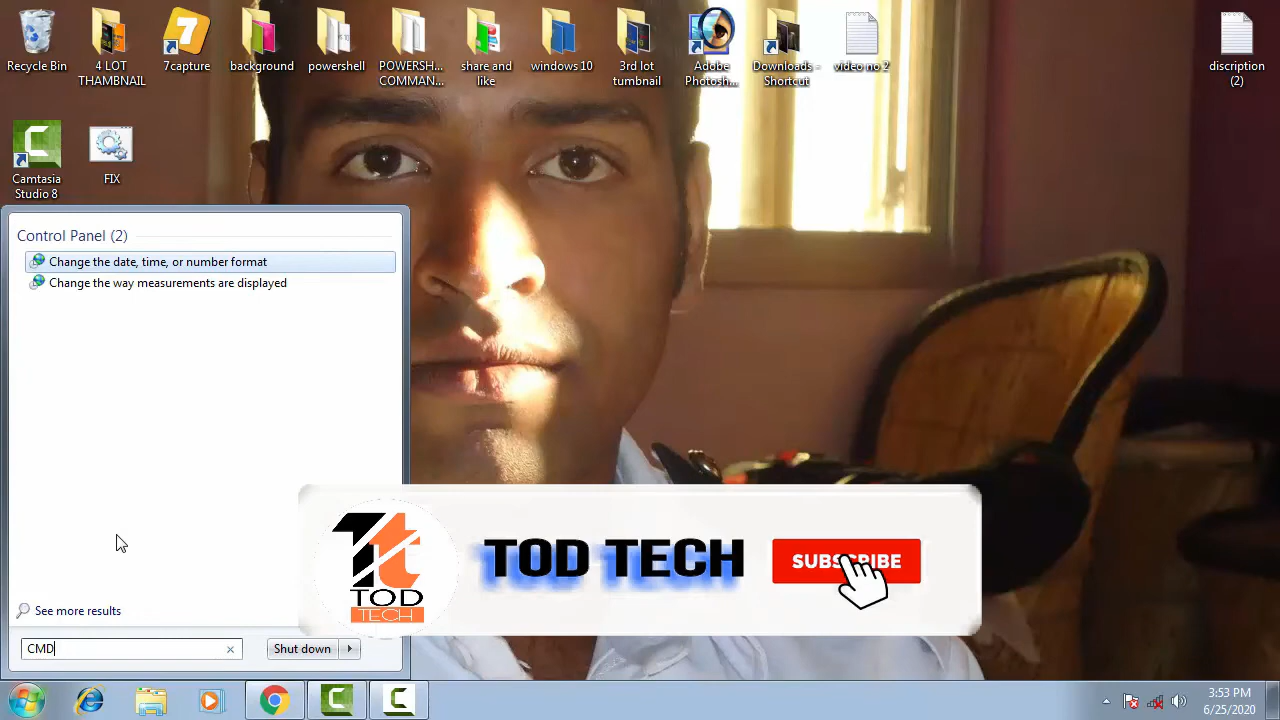 Recycle Bin
4 LOT
THAMNAIL
7capture
background
powershell
POWERSH...
COMMAN...
share and
like
windows 10
3rd lot
tumbnail
Adobe
Photosh...
Downloads -
Shortcut
video no 2
discription
(2)
Camtasia
Studio 8
FIX
Control Panel (2)
Change the date, time, or number format
Change the way measurements are displayed
See more results
CMD
Shut down
TOD
TECH
TOD TECH
SUBSCRIBE
3:53 PM
6/25/2020